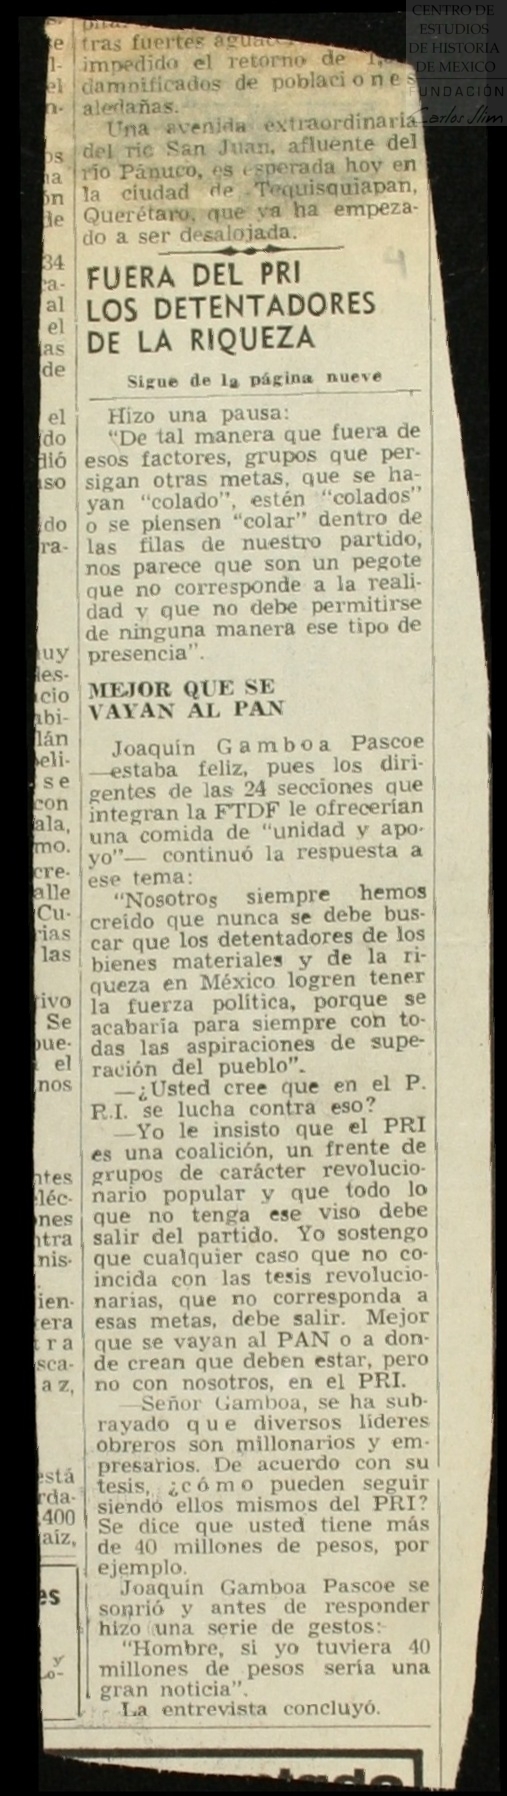 CENTRO DE
ESTUDIOS
DE HISTORIA
DE MEXICO
FUNDACIÓN
Carlos Slim
tras fuertes
impedido el retorno de
damnificados de poblaciones
aledañas.
Una avenida extraordinaria
del río San Juan, afluente del
río Pánuco, es esperada hoy en
la ciudad de Tequisquiapan,
Querétaro, que ya ha empeza-
do a ser desalojada.
4
FUERA DEL PRI
LOS DETENTADORES
DE LA RIQUEZA
Sigue de la página nueve
Hizo una pausa:
"De tal manera que fuera de
esos factores, grupos que per-
sigan otras metas, que se ha-
yan "colado", estén "colados"
o se piensen "colar" dentro de
las filas de nuestro partido,
nos parece que son un pegote
que no corresponde a la reali-
dad y que no debe permitirse
de ninguna manera ese tipo de
presencia".
MEJOR QUE SE
VAYAN AL PAN
Joaquín Gamboa Pascoe
—estaba feliz, pues los diri-
gentes de las 24 secciones que
integran la FTDF le ofrecerían
una comida de "unidad y apo-
yo"— continuó la respuesta a
ese tema:
"Nosotros siempre hemos
creído que nunca se debe bus-
car que los detentadores de los
bienes materiales y de la ri-
queza en México logren tener
la fuerza política, porque se
acabaría para siempre con to-
das las aspiraciones de supe-
ración del pueblo".
—¿Usted cree que en el P.
R.I. se lucha contra eso?
—Yo le insisto que el PRI
es una coalición, un frente de
grupos de carácter revolucio-
nario popular y que todo lo
que no tenga ese viso debe
salir del partido. Yo sostengo
que cualquier caso que no co-
incida con las tesis revolucio-
narias, que no corresponda a
esas metas, debe salir. Mejor
que se vayan al PAN o a don-
de crean que deben estar, pero
no con nosotros, en el PRI.
—Señor Gamboa, se ha sub-
rayado que diversos líderes
obreros son millonarios y em-
presarios. De acuerdo con su
tesis, ¿cómo pueden seguir
siendo ellos mismos del PRI?
Se dice que usted tiene más
de 40 millones de pesos, por
ejemplo.
Joaquín Gamboa Pascoe se
sonrió y antes de responder
hizo una serie de gestos:
"Hombre, si yo tuviera 40
millones de pesos sería una
gran noticia".
La entrevista concluyó.